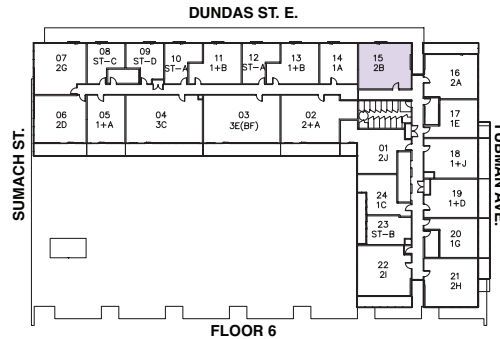 DUNDAS ST. E.
07
2G
08
ST-C
09
ST-D
10
ST-A
11
1+B
12
ST-A
13
1+B
14
1A
15
2B
16
2A
06
2D
05
1+A
04
3C
03
3E(BF)
02
2+A
17
1E
01
2J
18
1+J
24
1C
19
1+D
23
ST-B
20
1G
22
2I
21
2H
SUMACH ST.
TUBMAN AVE.
FLOOR 6